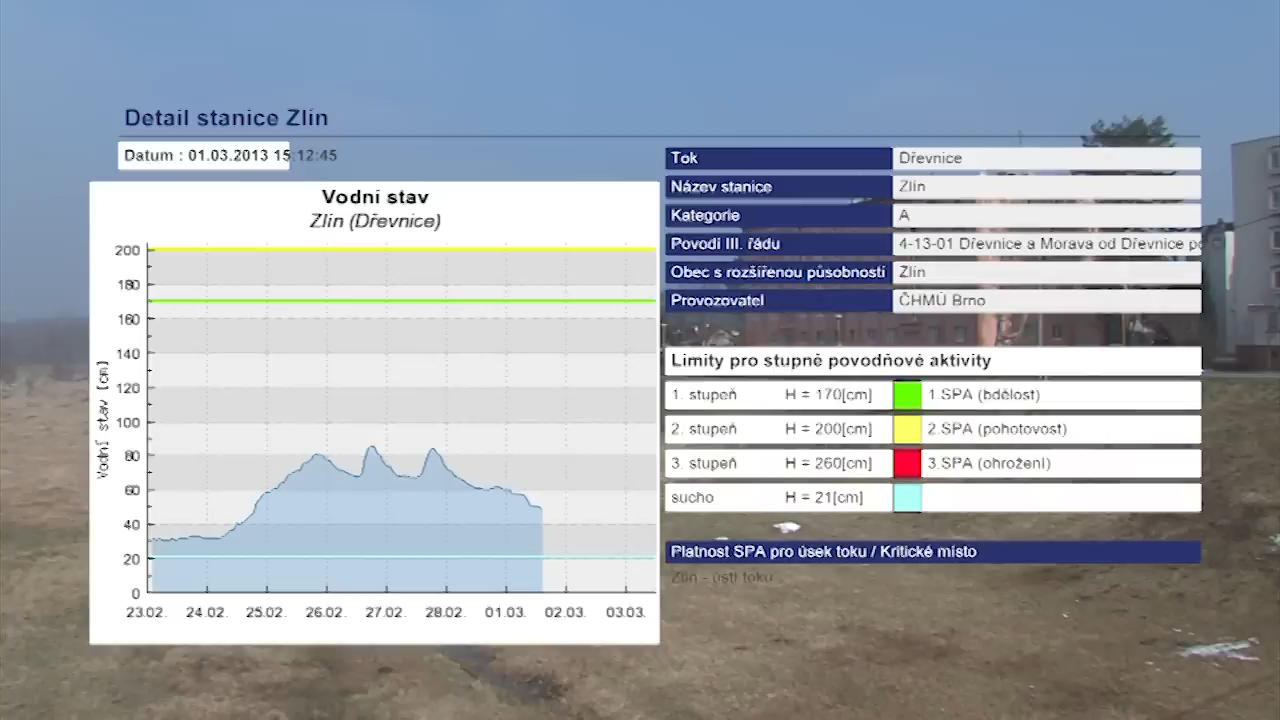 Detail stanice Zlín
Datum : 01.03.2013 15:12:45
Vodní stav
Zlín (Dřevnice)
Vodní stav [cm]
200
180
160
140
120
100
80
60
40
20
0
23.02. 24.02. 25.02. 26.02. 27.02. 28.02. 01.03. 02.03. 03.03.
Tok Dřevnice
Název stanice Zlín
Kategorie A
Povodí III. řádu 4-13-01 Dřevnice a Morava od Dřevnice po
Obec s rozšířenou působností Zlín
Provozovatel ČHMÚ Brno
Limity pro stupně povodňové aktivity
1. stupeň H = 170[cm] 1.SPA (bdělost)
2. stupeň H = 200[cm] 2.SPA (pohotovost)
3. stupeň H = 260[cm] 3.SPA (ohrožení)
sucho H = 21[cm]
Platnost SPA pro úsek toku / Kritické místo
Zlín - ústí toku